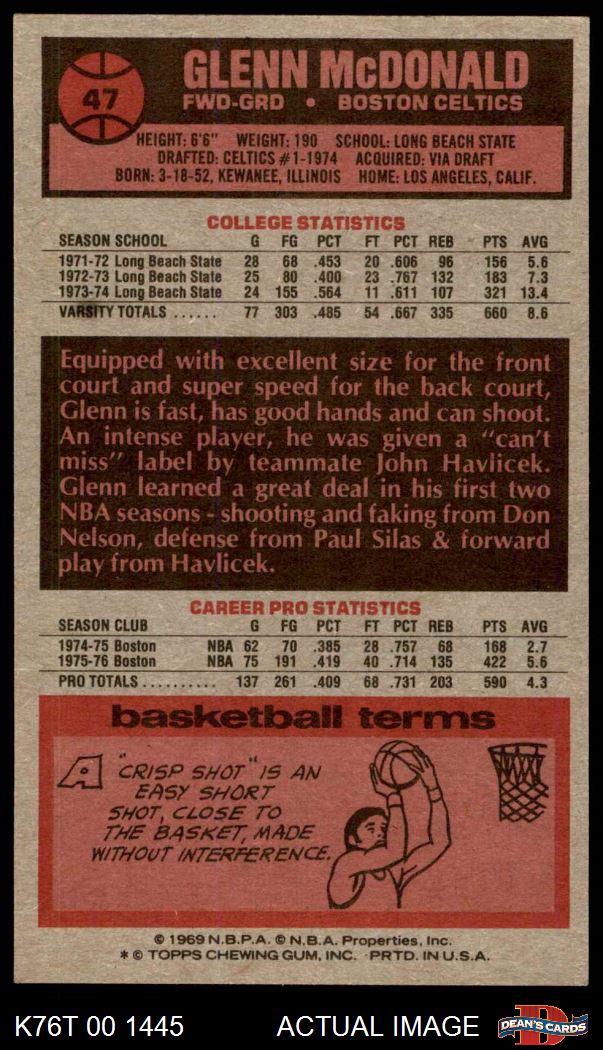 47
GLENN McDONALD
FWD-GRD • BOSTON CELTICS
HEIGHT: 6'6" WEIGHT: 190 SCHOOL: LONG BEACH STATE
DRAFTED: CELTICS #1-1974 ACQUIRED: VIA DRAFT
BORN: 3-18-52, KEWANEE, ILLINOIS HOME: LOS ANGELES, CALIF.
COLLEGE STATISTICS
SEASON SCHOOL G FG PCT FT PCT REB PTS AVG
1971-72 Long Beach State 28 68 .453 20 .606 96 156 5.6
1972-73 Long Beach State 25 80 .400 23 .767 132 183 7.3
1973-74 Long Beach State 24 155 .564 11 .611 107 321 13.4
VARSITY TOTALS ...... 77 303 .485 54 .667 335 660 8.6
Equipped with excellent size for the front
court and super speed for the back court,
Glenn is fast, has good hands and can shoot.
An intense player, he was given a "can't
miss" label by teammate John Havlicek.
Glenn learned a great deal in his first two
NBA seasons - shooting and faking from Don
Nelson, defense from Paul Silas & forward
play from Havlicek.
CAREER PRO STATISTICS
SEASON CLUB G FG PCT FT PCT REB PTS AVG
1974-75 Boston NBA 62 70 .385 28 .757 68 168 2.7
1975-76 Boston NBA 75 191 .419 40 .714 135 422 5.6
PRO TOTALS .......... 137 261 .409 68 .731 203 590 4.3
basketball terms
A "CRISP SHOT" IS AN
EASY SHORT
SHOT, CLOSE TO
THE BASKET, MADE
WITHOUT INTERFERENCE.
© 1969 N.B.P.A. © N.B.A. Properties, Inc.
* © TOPPS CHEWING GUM, INC. PRTD. IN U.S.A.
K76T 00 1445 ACTUAL IMAGE DEAN'S CARDS